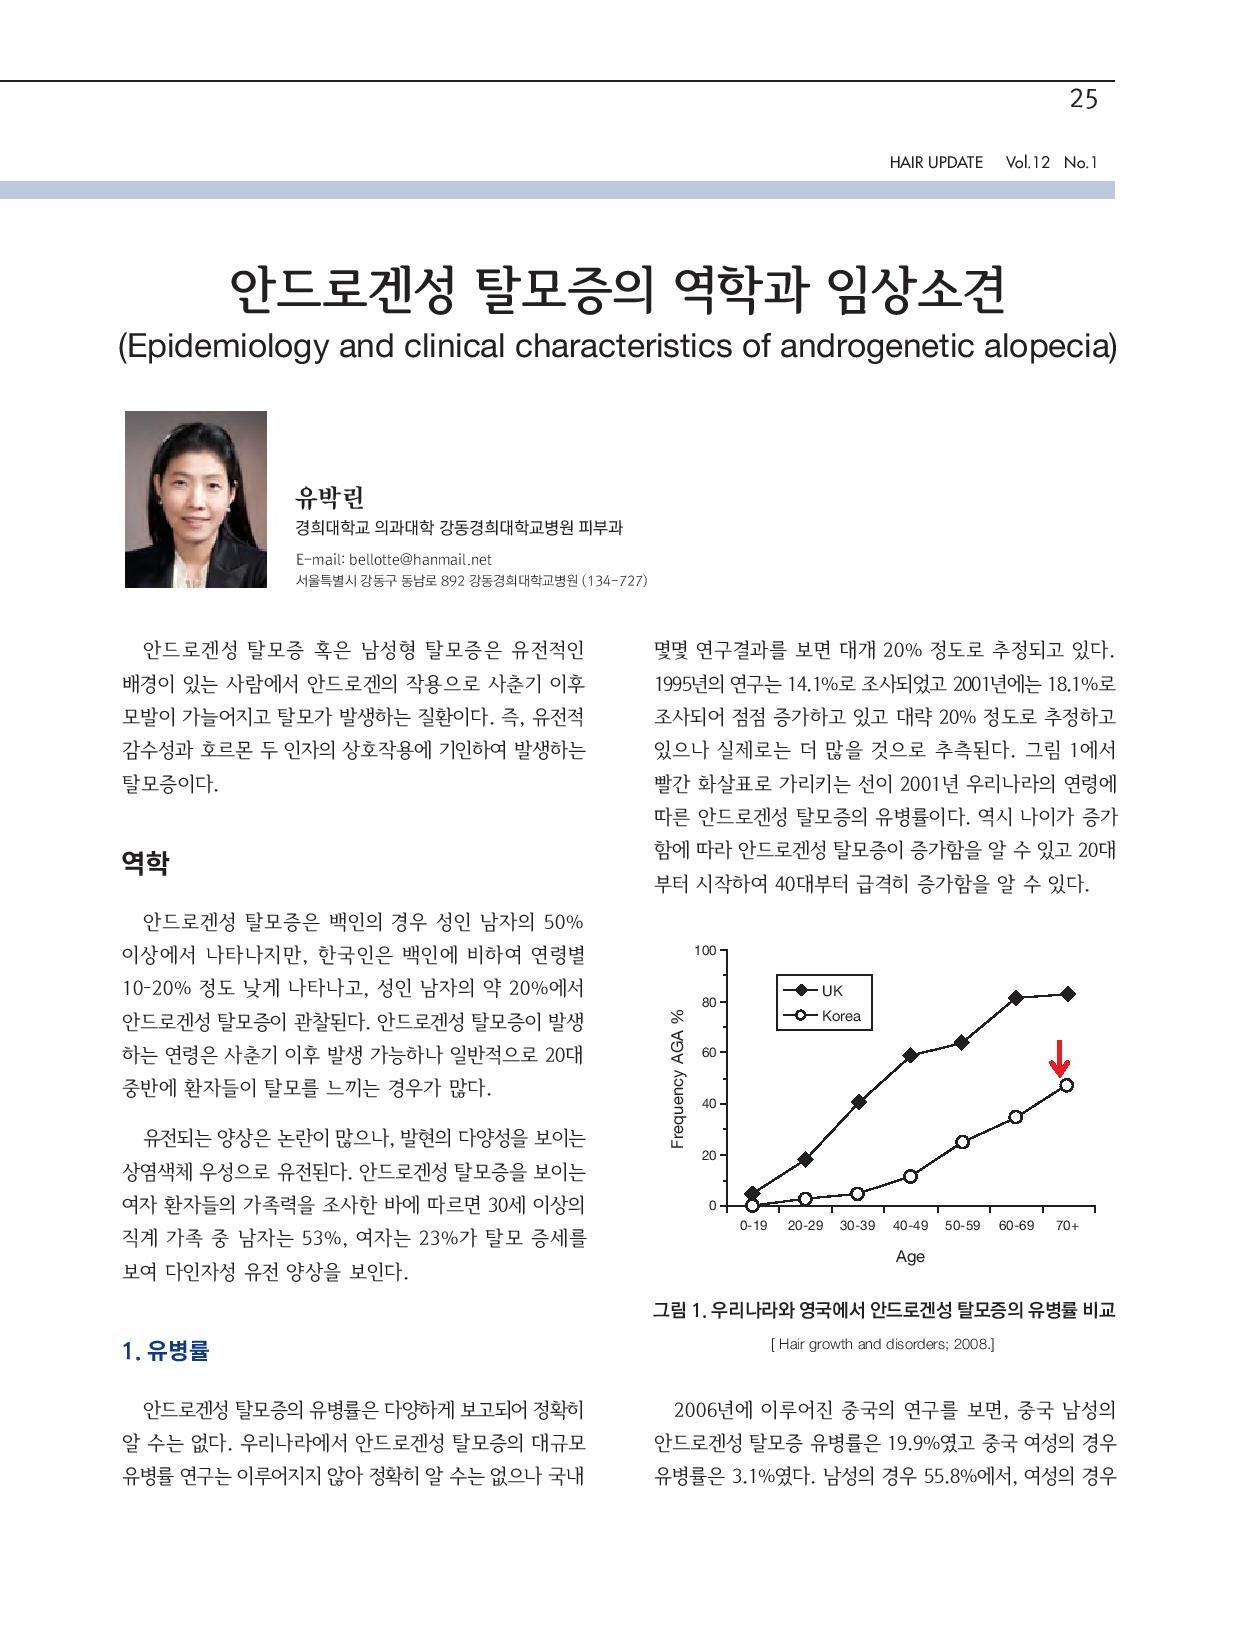 25
HAIR UPDATE Vol.12 No.1
안드로겐성 탈모증의 역학과 임상소견
(Epidemiology and clinical characteristics of androgenetic alopecia)
유박린
경희대학교 의과대학 강동경희대학교병원 피부과
E-mail: bellotte@hanmail.net
서울특별시 강동구 동남로 892 강동경희대학교병원 (134-727)
안드로겐성 탈모증 혹은 남성형 탈모증은 유전적인
배경이 있는 사람에서 안드로겐의 작용으로 사춘기 이후
모발이 가늘어지고 탈모가 발생하는 질환이다. 즉, 유전적
감수성과 호르몬 두 인자의 상호작용에 기인하여 발생하는
탈모증이다.
역학
안드로겐성 탈모증은 백인의 경우 성인 남자의 50%
이상에서 나타나지만, 한국인은 백인에 비하여 연령별
10-20% 정도 낮게 나타나고, 성인 남자의 약 20%에서
안드로겐성 탈모증이 관찰된다. 안드로겐성 탈모증이 발생
하는 연령은 사춘기 이후 발생 가능하나 일반적으로 20대
중반에 환자들이 탈모를 느끼는 경우가 많다.
유전되는 양상은 논란이 많으나, 발현의 다양성을 보이는
상염색체 우성으로 유전된다. 안드로겐성 탈모증을 보이는
여자 환자들의 가족력을 조사한 바에 따르면 30세 이상의
직계 가족 중 남자는 53%, 여자는 23%가 탈모 증세를
보여 다인자성 유전 양상을 보인다.
1. 유병률
안드로겐성 탈모증의 유병률은 다양하게 보고되어 정확히
알 수는 없다. 우리나라에서 안드로겐성 탈모증의 대규모
유병률 연구는 이루어지지 않아 정확히 알 수는 없으나 국내
몇몇 연구결과를 보면 대개 20% 정도로 추정되고 있다.
1995년의 연구는 14.1%로 조사되었고 2001년에는 18.1%로
조사되어 점점 증가하고 있고 대략 20% 정도로 추정하고
있으나 실제로는 더 많을 것으로 추측된다. 그림 1에서
빨간 화살표로 가리키는 선이 2001년 우리나라의 연령에
따른 안드로겐성 탈모증의 유병률이다. 역시 나이가 증가
함에 따라 안드로겐성 탈모증이 증가함을 알 수 있고 20대
부터 시작하여 40대부터 급격히 증가함을 알 수 있다.
Frequency AGA %
100
80
60
40
20
0
UK
Korea
0-19 20-29 30-39 40-49 50-59 60-69 70+
Age
그림 1. 우리나라와 영국에서 안드로겐성 탈모증의 유병률 비교
[ Hair growth and disorders; 2008.]
2006년에 이루어진 중국의 연구를 보면, 중국 남성의
안드로겐성 탈모증 유병률은 19.9%였고 중국 여성의 경우
유병률은 3.1%였다. 남성의 경우 55.8%에서, 여성의 경우